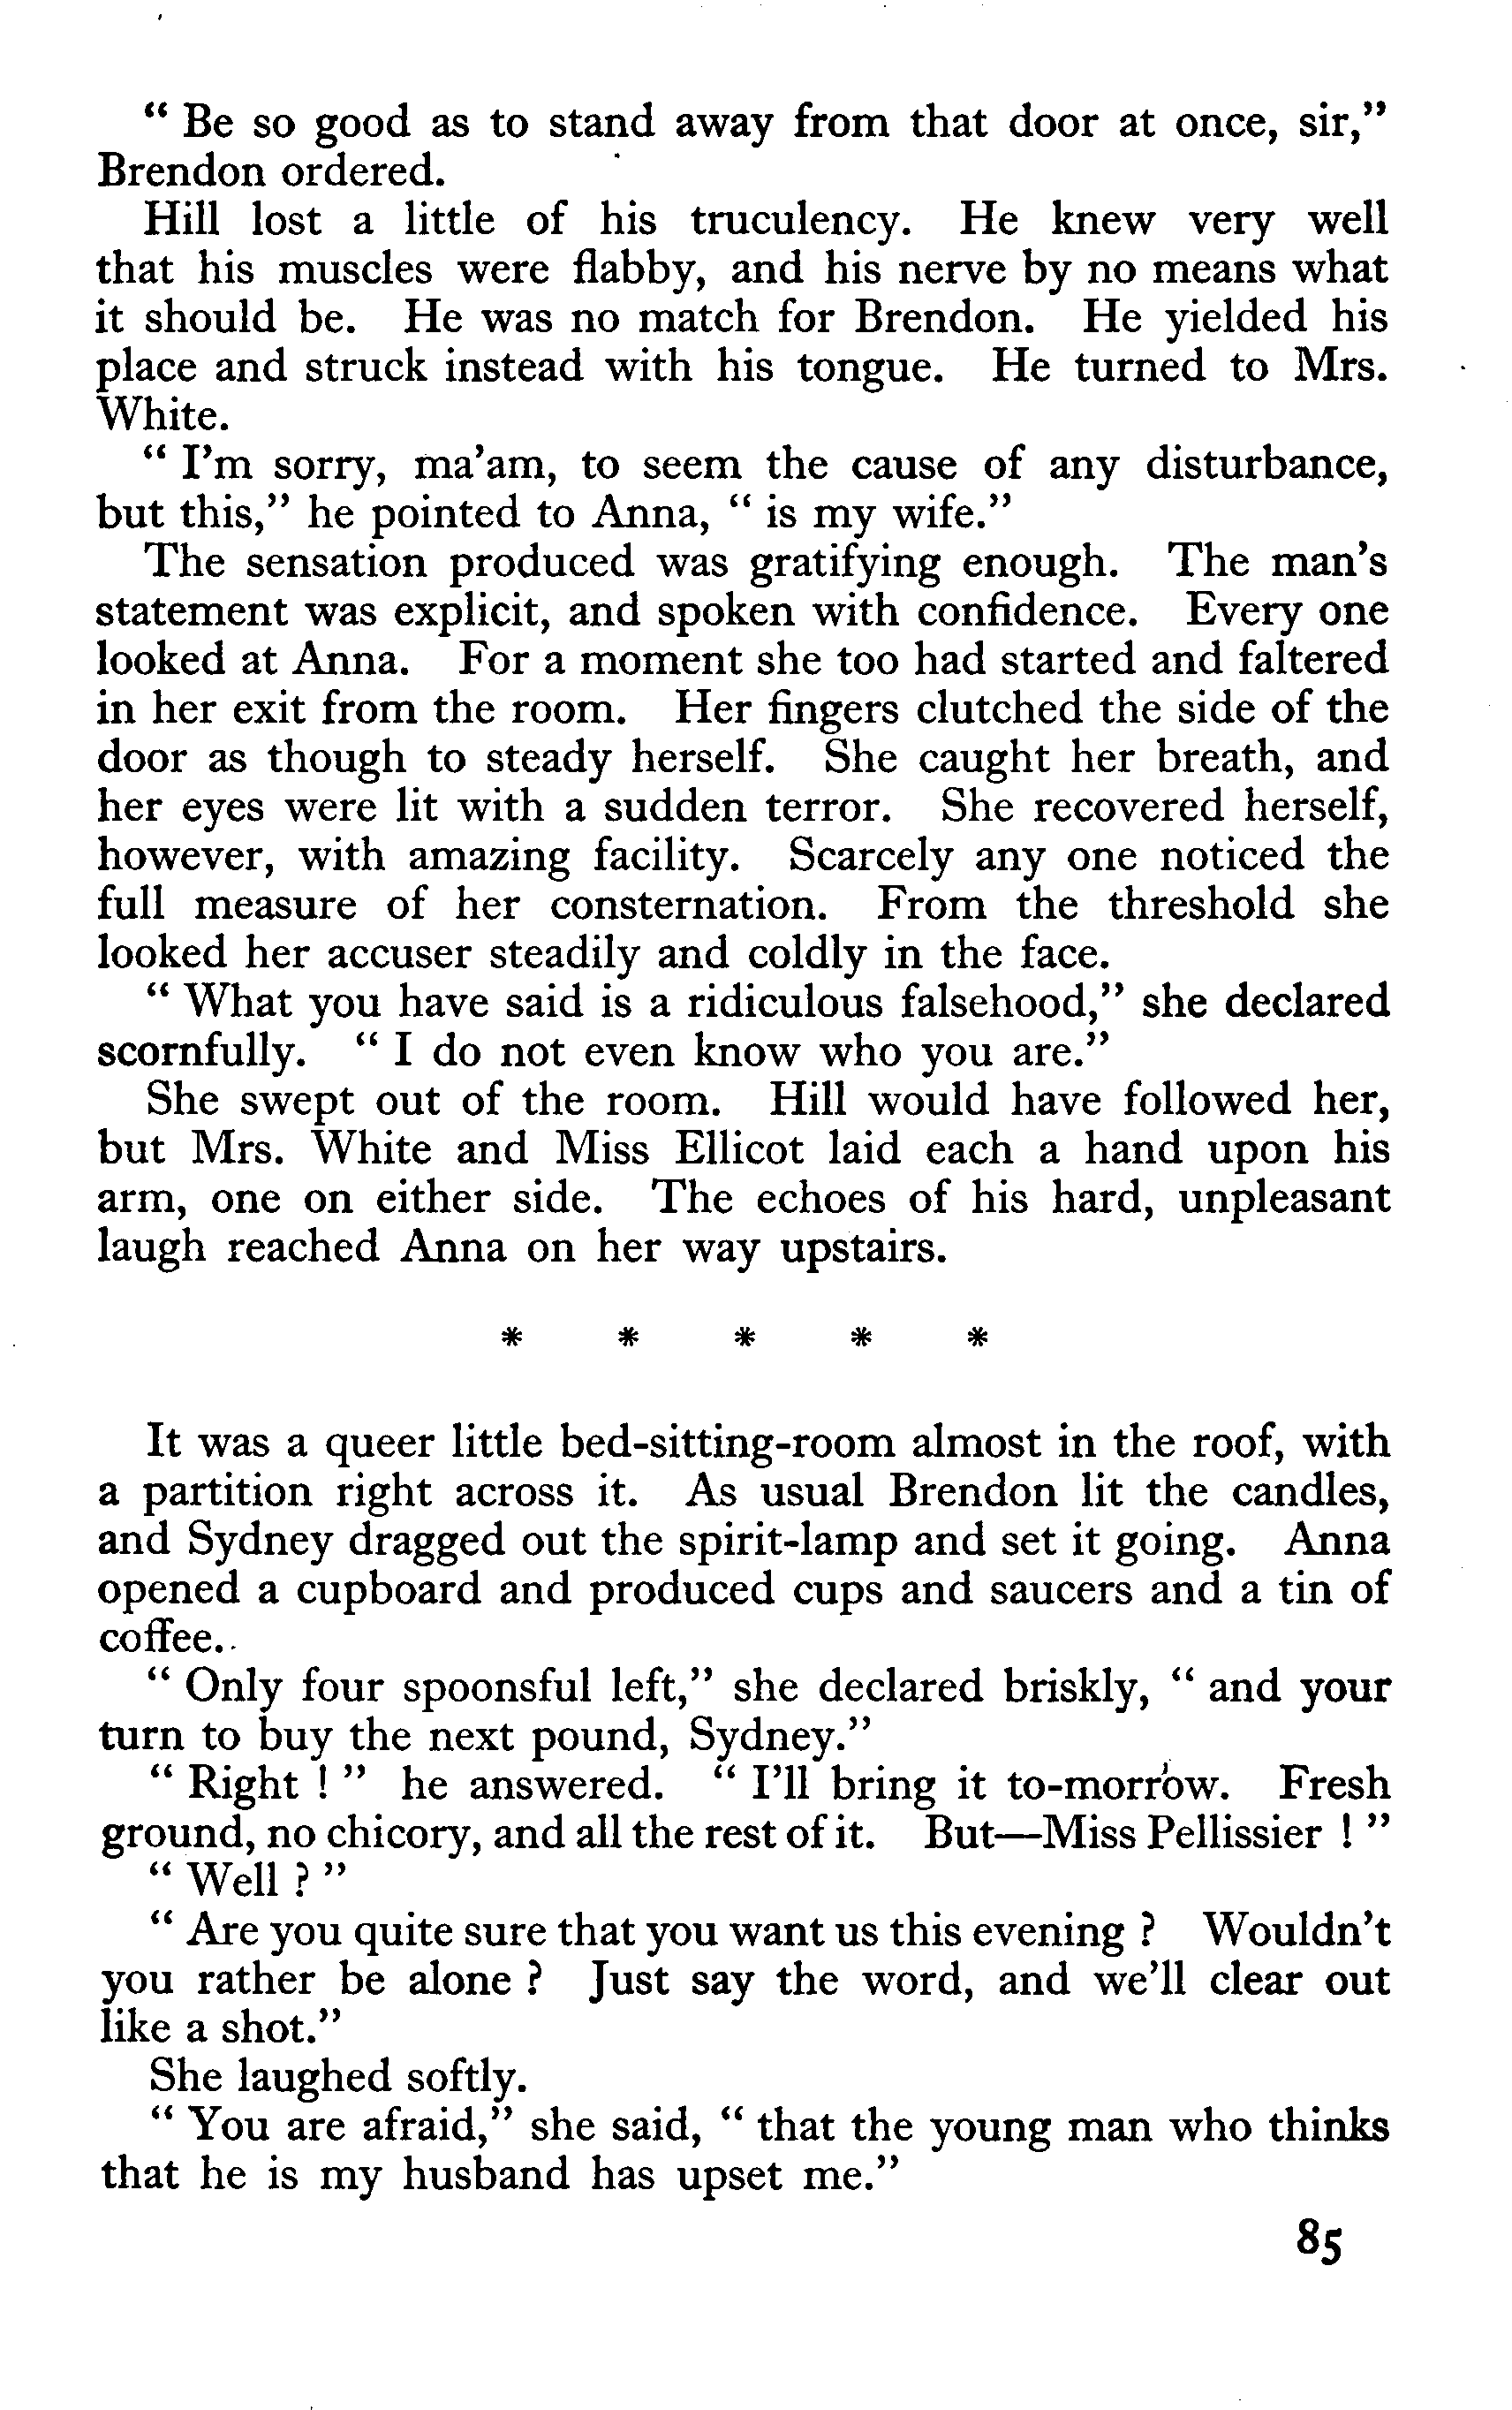 “ Be so good as to stand away from that door at once, sir,”
Brendon ordered.
Hill lost a little of his truculency. He knew very well
that his muscles were flabby, and his nerve by no means what
it should be. He was no match for Brendon. He yielded his
place and struck instead with his tongue. He turned to Mrs.
White.
“ I’m sorry, ma’am, to seem the cause of any disturbance,
but this,” he pointed to Anna, “ is my wife.”
The sensation produced was gratifying enough. The man’s
statement was explicit, and spoken with confidence. Every one
looked at Anna. For a moment she too had started and faltered
in her exit from the room. Her fingers clutched the side of the
door as though to steady herself. She caught her breath, and
her eyes were lit with a sudden terror. She recovered herself,
however, with amazing facility. Scarcely any one noticed the
full measure of her consternation. From the threshold she
looked her accuser steadily and coldly in the face.
“ What you have said is a ridiculous falsehood,” she declared
scornfully. “ I do not even know who you are.”
She swept out of the room. Hill would have followed her,
but Mrs. White and Miss Ellicot laid each a hand upon his
arm, one on either side. The echoes of his hard, unpleasant
laugh reached Anna on her way upstairs.
* * * * *
It was a queer little bed-sitting-room almost in the roof, with
a partition right across it. As usual Brendon lit the candles,
and Sydney dragged out the spirit-lamp and set it going. Anna
opened a cupboard and produced cups and saucers and a tin of
coffee..
“ Only four spoonsful left,” she declared briskly, “ and your
turn to buy the next pound, Sydney.”
“ Right ! ” he answered. “ I’ll bring it to-morrow. Fresh
ground, no chicory, and all the rest of it. But—Miss Pellissier ! ”
“ Well ? ”
“ Are you quite sure that you want us this evening ? Wouldn’t
you rather be alone ? Just say the word, and we’ll clear out
like a shot.”
She laughed softly.
“ You are afraid,” she said, “ that the young man who thinks
that he is my husband has upset me.”
85